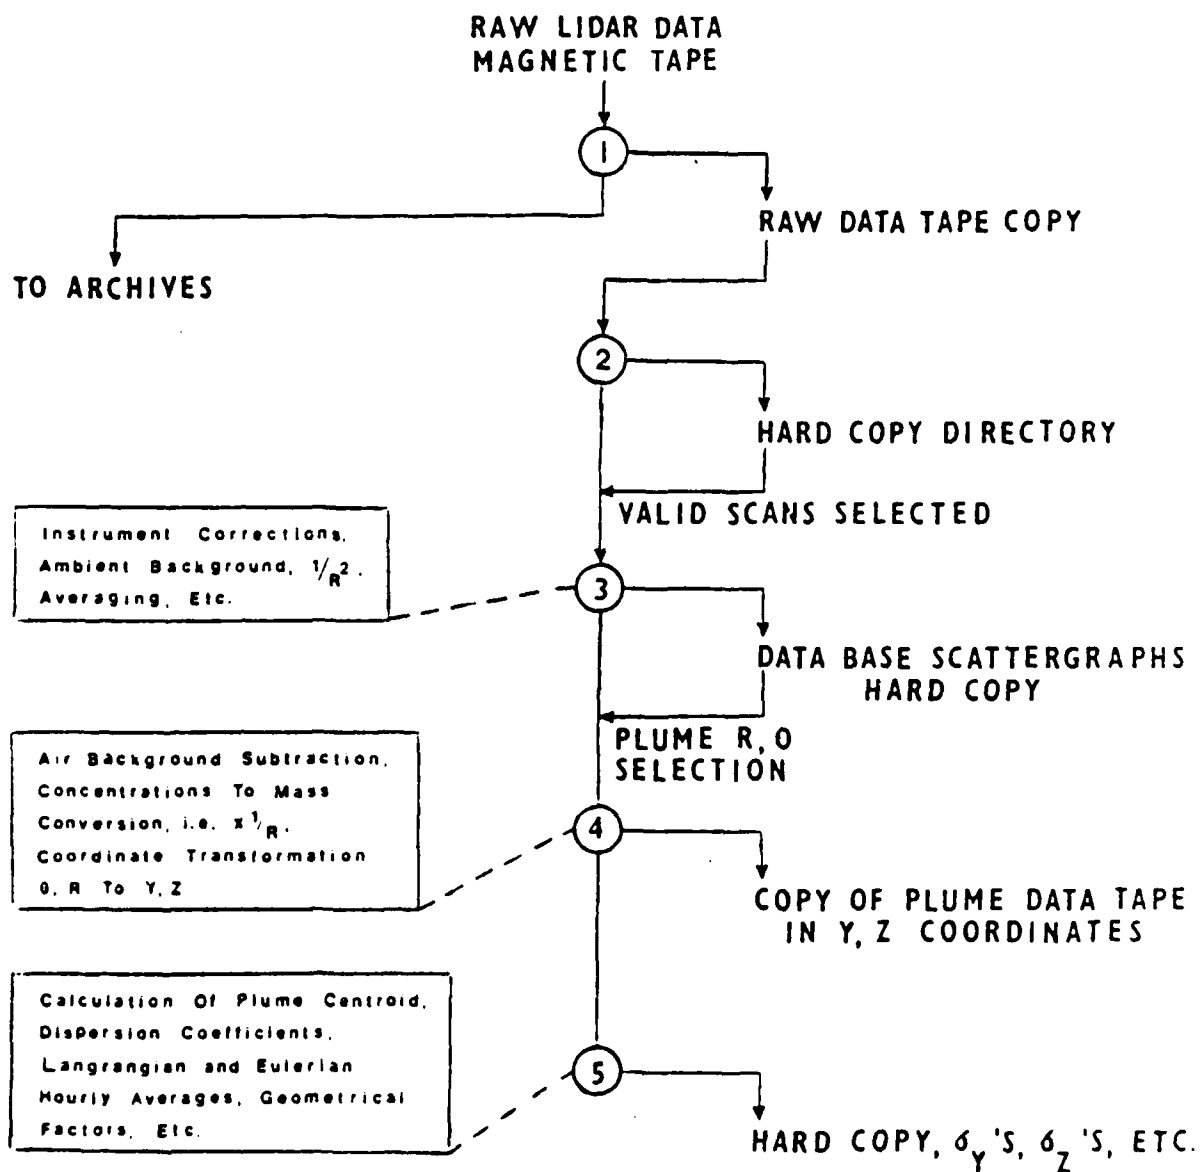 RAW LIDAR DATA
MAGNETIC TAPE
1
RAW DATA TAPE COPY
TO ARCHIVES
2
HARD COPY DIRECTORY
VALID SCANS SELECTED
Instrument Corrections,
Ambient Background, 1/R².
Averaging, Etc.
3
DATA BASE SCATTERGRAPHS
HARD COPY
PLUME R, O
SELECTION
Air Background Subtraction,
Concentrations To Mass
Conversion, i.e. x 1/R.
Coordinate Transformation
θ, R To Y, Z
4
COPY OF PLUME DATA TAPE
IN Y, Z COORDINATES
Calculation Of Plume Centroid,
Dispersion Coefficients,
Langrangian and Eulerian
Hourly Averages, Geometrical
Factors, Etc.
5
HARD COPY, σY'S, σZ'S, ETC.